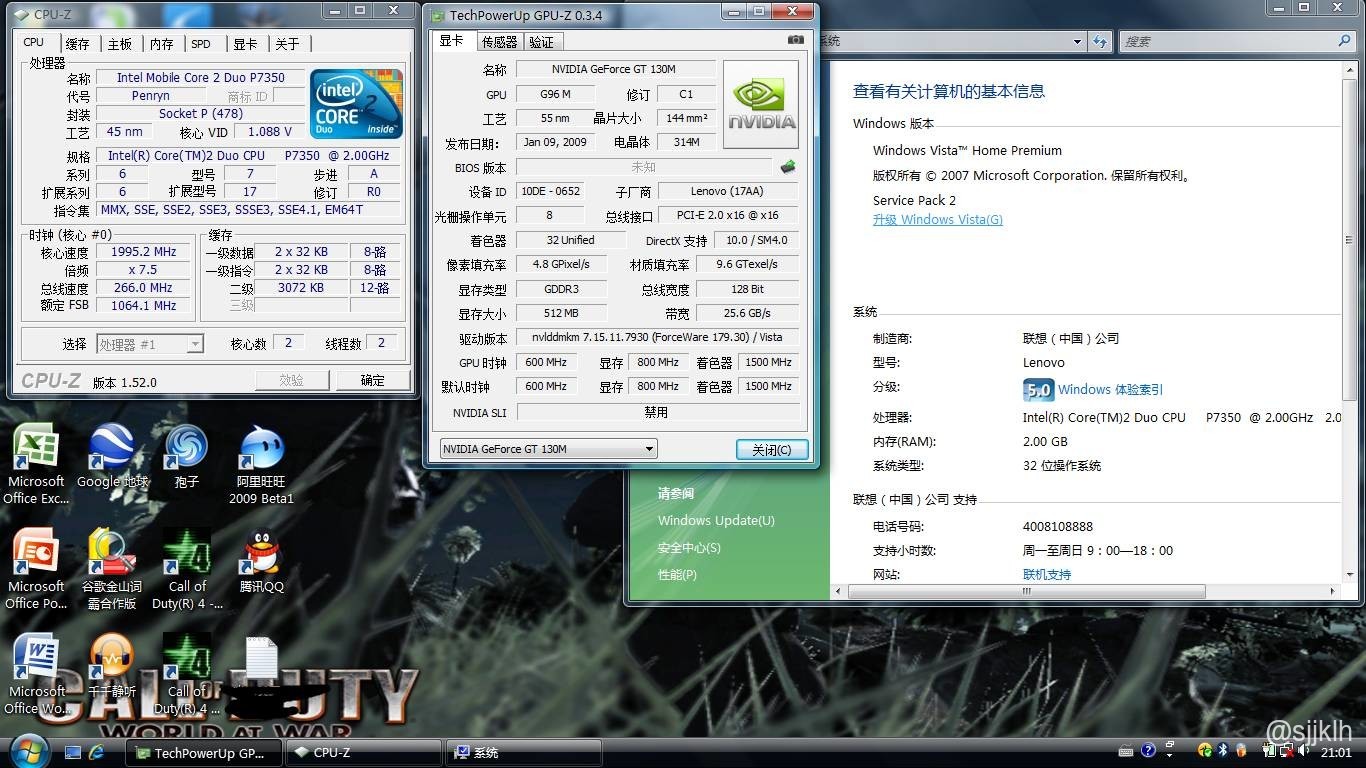 CPU-Z
CPU 缓存 主板 内存 SPD 显卡 关于
处理器
名称 Intel Mobile Core 2 Duo P7350
代号 Penryn 商标 ID
封装 Socket P (478)
工艺 45 nm 核心 VID 1.088 V
intel CORE 2 Duo inside™
规格 Intel(R) Core(TM)2 Duo CPU P7350 @ 2.00GHz
系列 6 型号 7 步进 A
扩展系列 6 扩展型号 17 修订 R0
指令集 MMX, SSE, SSE2, SSE3, SSSE3, SSE4.1, EM64T
时钟 (核心 #0) 缓存
核心速度 1995.2 MHz 一级数据 2 x 32 KB 8-路
倍频 x 7.5 一级指令 2 x 32 KB 8-路
总线速度 266.0 MHz 二级 3072 KB 12-路
额定 FSB 1064.1 MHz 三级
选择 处理器 #1 核心数 2 线程数 2
CPU-Z 版本 1.52.0 效验 确定
TechPowerUp GPU-Z 0.3.4
显卡 传感器 验证
名称 NVIDIA GeForce GT 130M
GPU G96 M 修订 C1
工艺 55 nm 晶片大小 144 mm²
发布日期: Jan 09, 2009 电晶体 314M
nVIDIA
BIOS 版本 未知
设备 ID 10DE - 0652 子厂商 Lenovo (17AA)
光栅操作单元 8 总线接口 PCI-E 2.0 x16 @ x16
着色器 32 Unified DirectX 支持 10.0 / SM4.0
像素填充率 4.8 GPixel/s 材质填充率 9.6 GTexel/s
显存类型 GDDR3 总线宽度 128 Bit
显存大小 512 MB 带宽 25.6 GB/s
驱动版本 nvlddmkm 7.15.11.7930 (ForceWare 179.30) / Vista
GPU 时钟 600 MHz 显存 800 MHz 着色器 1500 MHz
默认时钟 600 MHz 显存 800 MHz 着色器 1500 MHz
NVIDIA SLI 禁用
NVIDIA GeForce GT 130M 关闭(C)
系统 搜索
查看有关计算机的基本信息
Windows 版本
Windows Vista™ Home Premium
版权所有 © 2007 Microsoft Corporation. 保留所有权利。
Service Pack 2
升级 Windows Vista(G)
系统
制造商: 联想（中国）公司
型号: Lenovo
分级: 5.0 Windows 体验索引
处理器: Intel(R) Core(TM)2 Duo CPU P7350 @ 2.00GHz 2.0
内存(RAM): 2.00 GB
系统类型: 32 位操作系统
联想（中国）公司 支持
电话号码: 4008108888
支持小时数: 周一至周日 9：00—18：00
网站: 联机支持
请参阅
Windows Update(U)
安全中心(S)
性能(P)
Microsoft Office Exc...
Google 地球
孢子
阿里旺旺 2009 Beta1
Microsoft Office Po...
谷歌金山词霸合作版
Call of Duty(R) 4 -...
腾讯QQ
Microsoft Office Wo...
千千静听
Call of Duty(R) 4 ...
CALL OF DUTY
WORLD AT WAR
TechPowerUp GP... CPU-Z 系统
@sjjklh
21:01